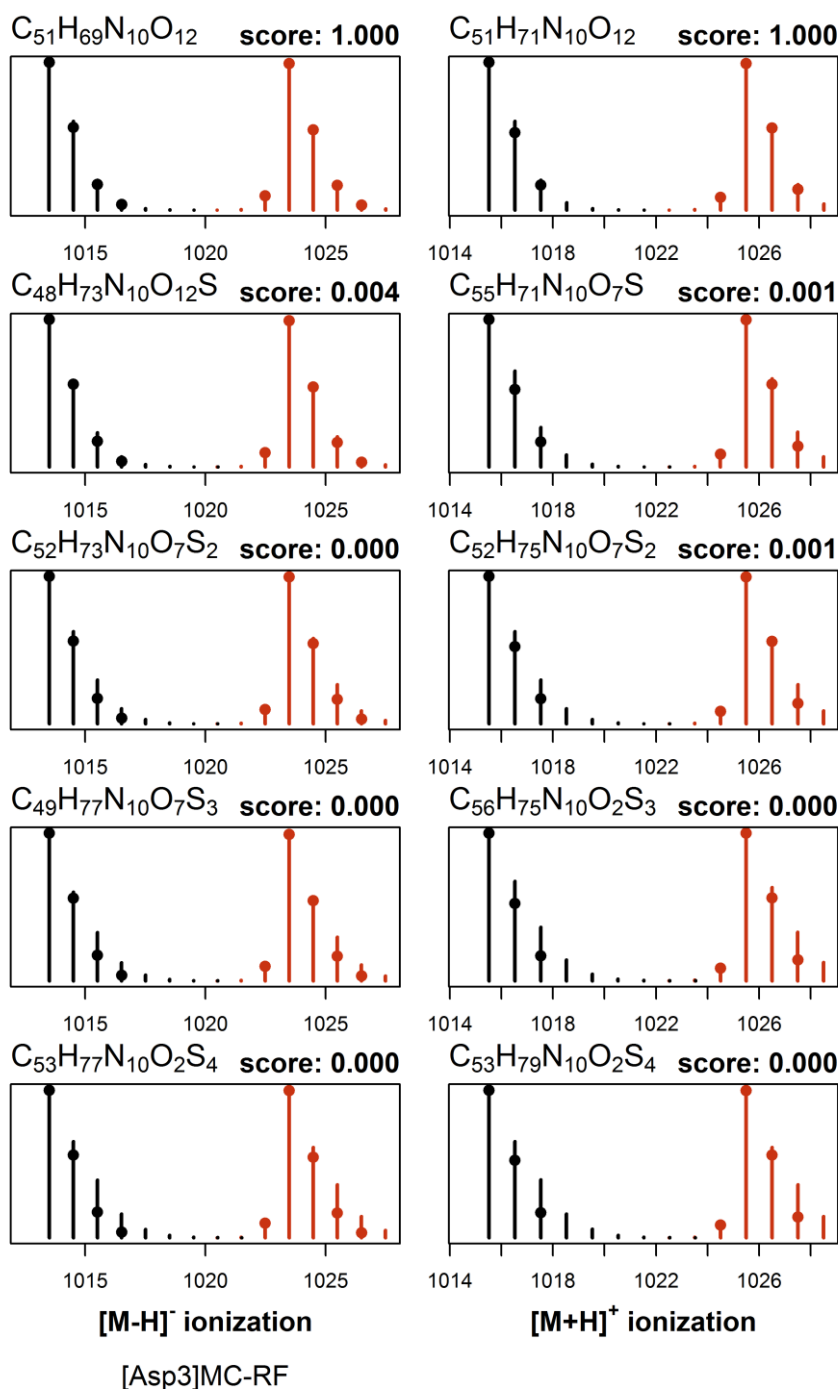 C₅₁H₆₉N₁₀O₁₂ score: 1.000 C₅₁H₇₁N₁₀O₁₂ score: 1.000
1015 1020 1025 1014 1018 1022 1026
C₄₈H₇₃N₁₀O₁₂S score: 0.004 C₅₅H₇₁N₁₀O₇S score: 0.001
1015 1020 1025 1014 1018 1022 1026
C₅₂H₇₃N₁₀O₇S₂ score: 0.000 C₅₂H₇₅N₁₀O₇S₂ score: 0.001
1015 1020 1025 1014 1018 1022 1026
C₄₉H₇₇N₁₀O₇S₃ score: 0.000 C₅₆H₇₅N₁₀O₂S₃ score: 0.000
1015 1020 1025 1014 1018 1022 1026
C₅₃H₇₇N₁₀O₂S₄ score: 0.000 C₅₃H₇₉N₁₀O₂S₄ score: 0.000
1015 1020 1025 1014 1018 1022 1026
[M-H]⁻ ionization [M+H]⁺ ionization
[Asp3]MC-RF